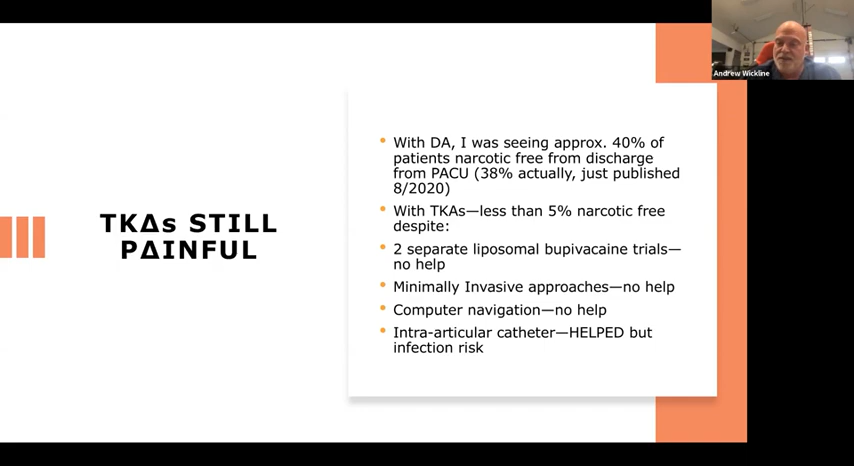 Andrew Wickline
TKΔs STILL
PΔINFUL
• With DA, I was seeing approx. 40% of
patients narcotic free from discharge
from PACU (38% actually, just published
8/2020)
• With TKAs—less than 5% narcotic free
despite:
• 2 separate liposomal bupivacaine trials—
no help
• Minimally Invasive approaches—no help
• Computer navigation—no help
• Intra-articular catheter—HELPED but
infection risk